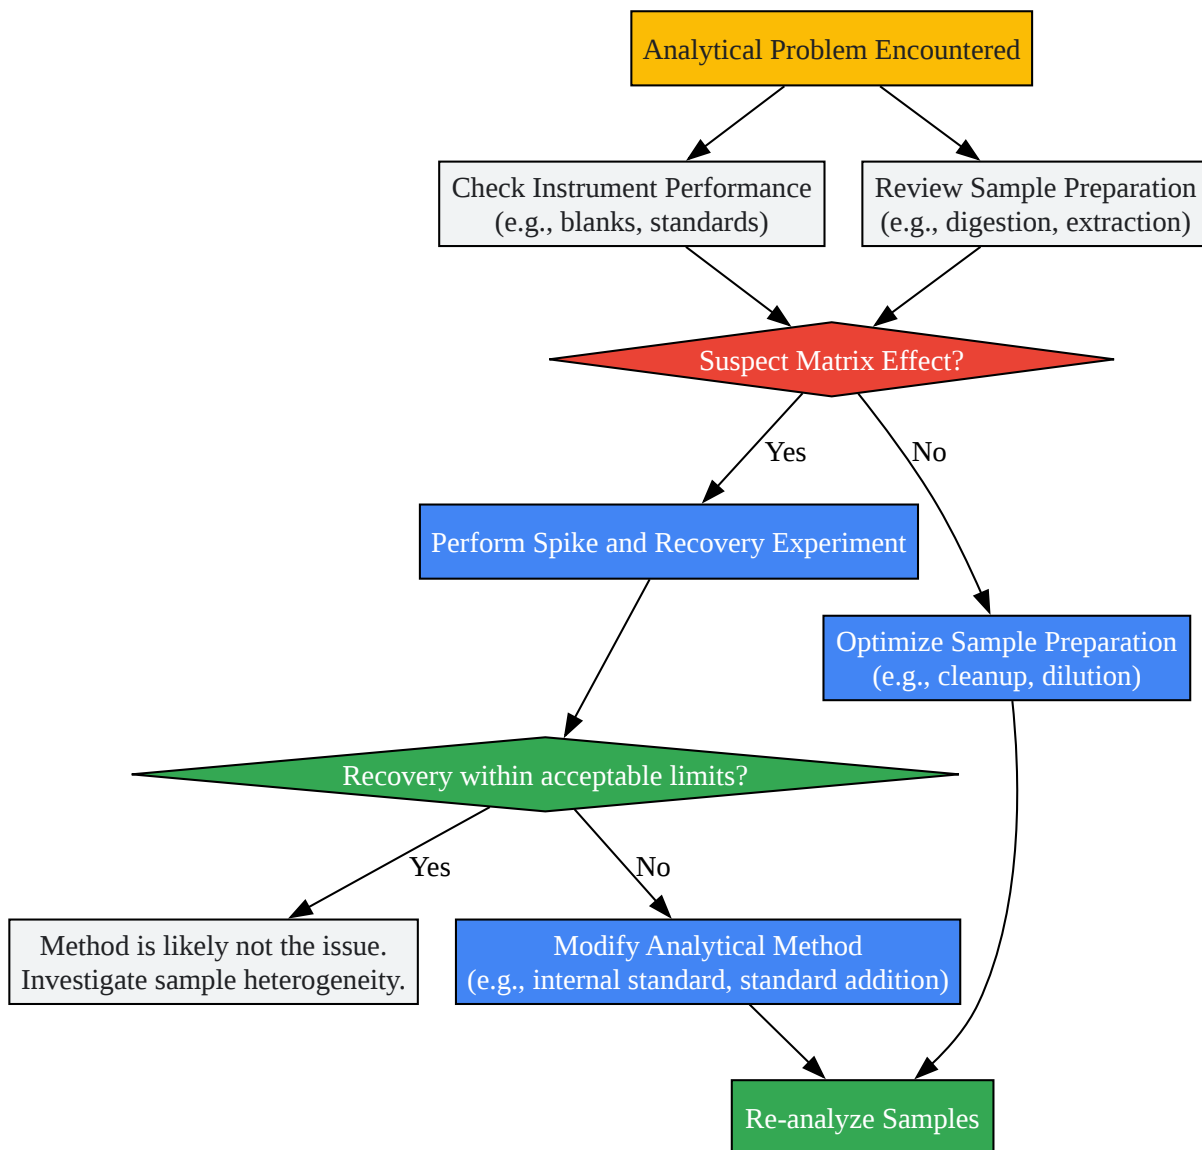 Analytical Problem Encountered
Check Instrument Performance
(e.g., blanks, standards)
Review Sample Preparation
(e.g., digestion, extraction)
Suspect Matrix Effect?
Yes
No
Perform Spike and Recovery Experiment
Optimize Sample Preparation
(e.g., cleanup, dilution)
Recovery within acceptable limits?
Yes
No
Method is likely not the issue.
Investigate sample heterogeneity.
Modify Analytical Method
(e.g., internal standard, standard addition)
Re-analyze Samples